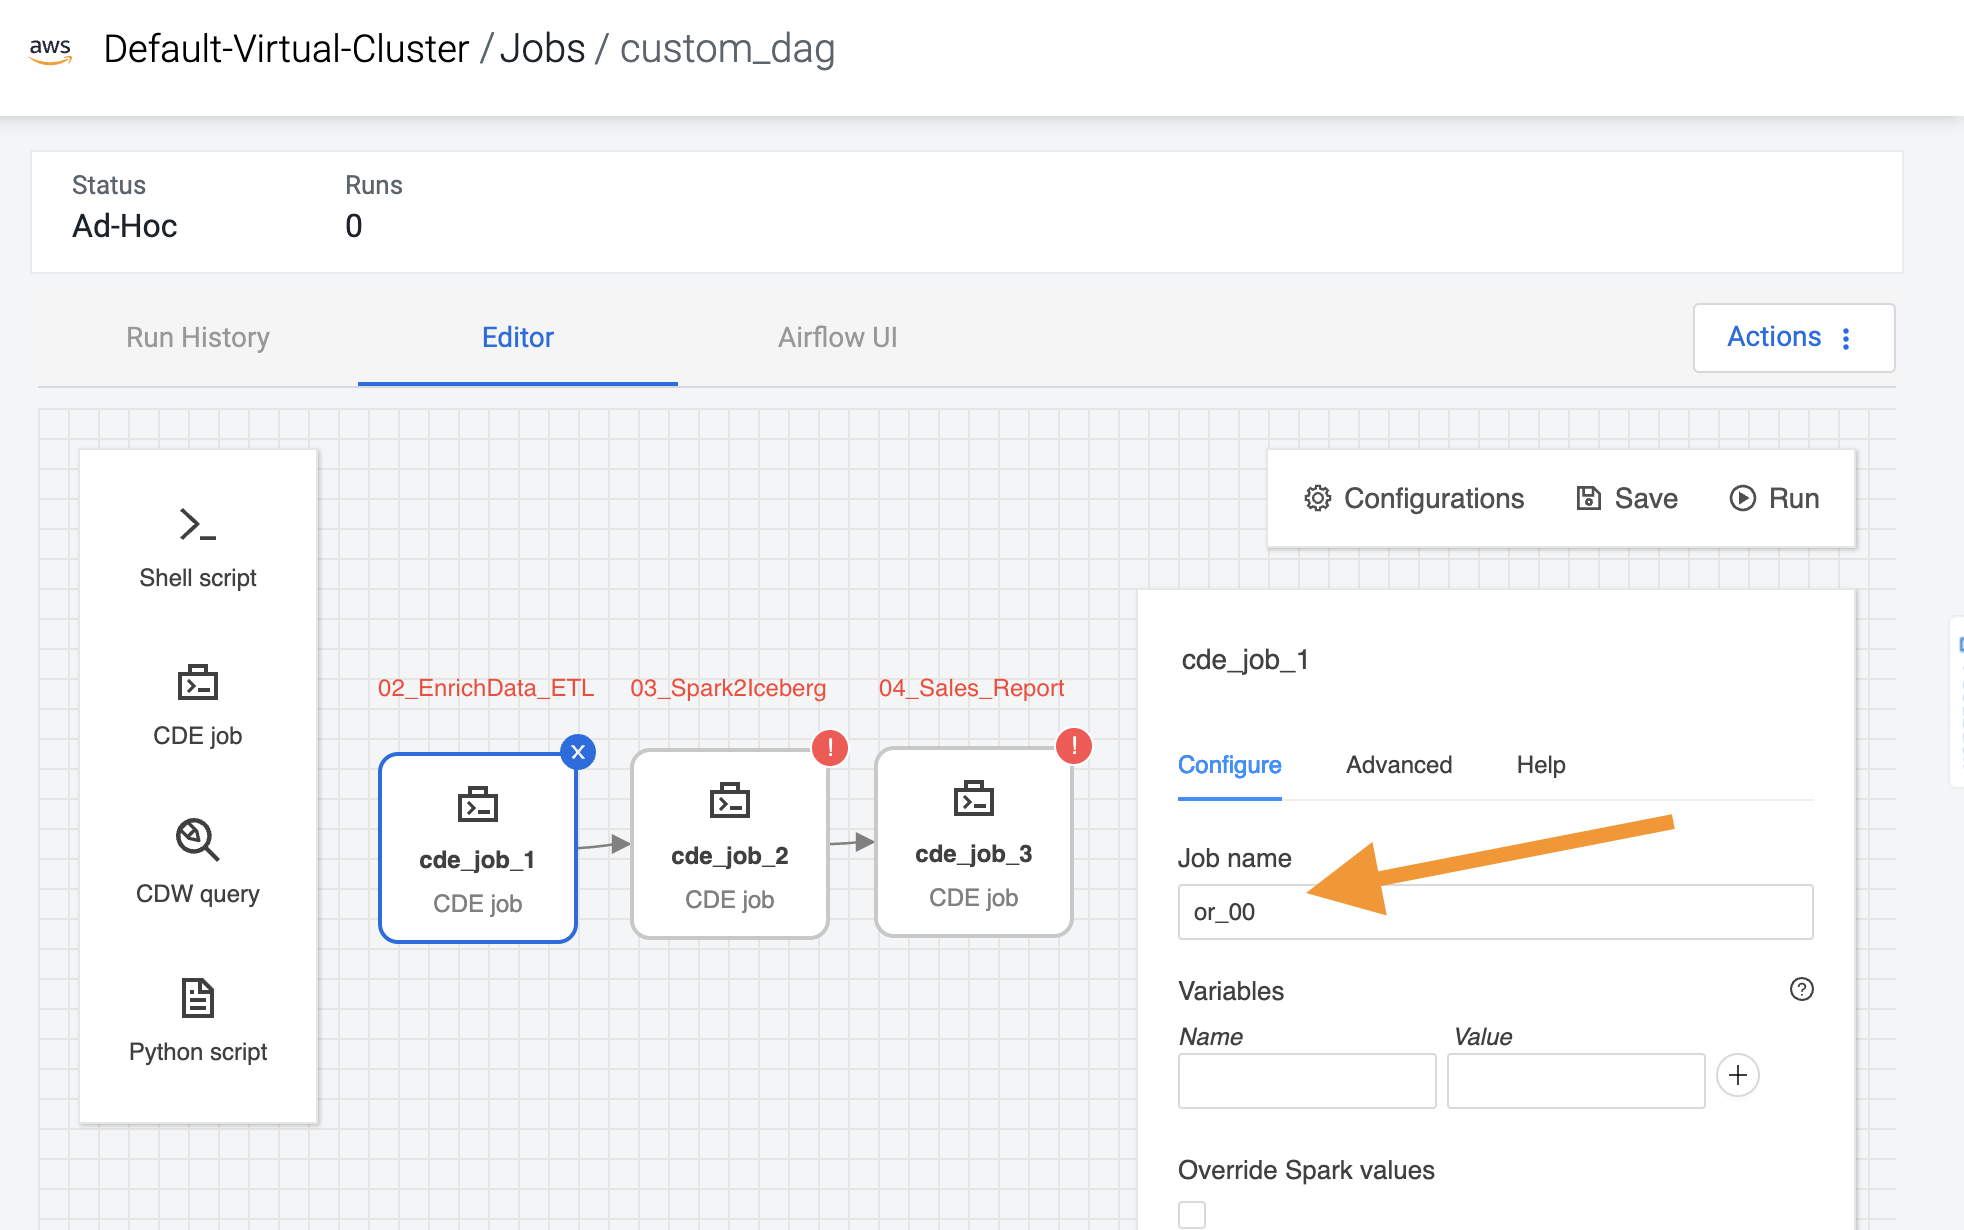 aws Default-Virtual-Cluster / Jobs / custom_dag
Status Runs
Ad-Hoc 0
Run History Editor Airflow UI Actions
Shell script
CDE job
CDW query
Python script
Configurations Save Run
02_EnrichData_ETL 03_Spark2Iceberg 04_Sales_Report
x ! !
cde_job_1 cde_job_2 cde_job_3
CDE job CDE job CDE job
cde_job_1
Configure Advanced Help
Job name
or_00
Variables ?
Name Value
+
Override Spark values